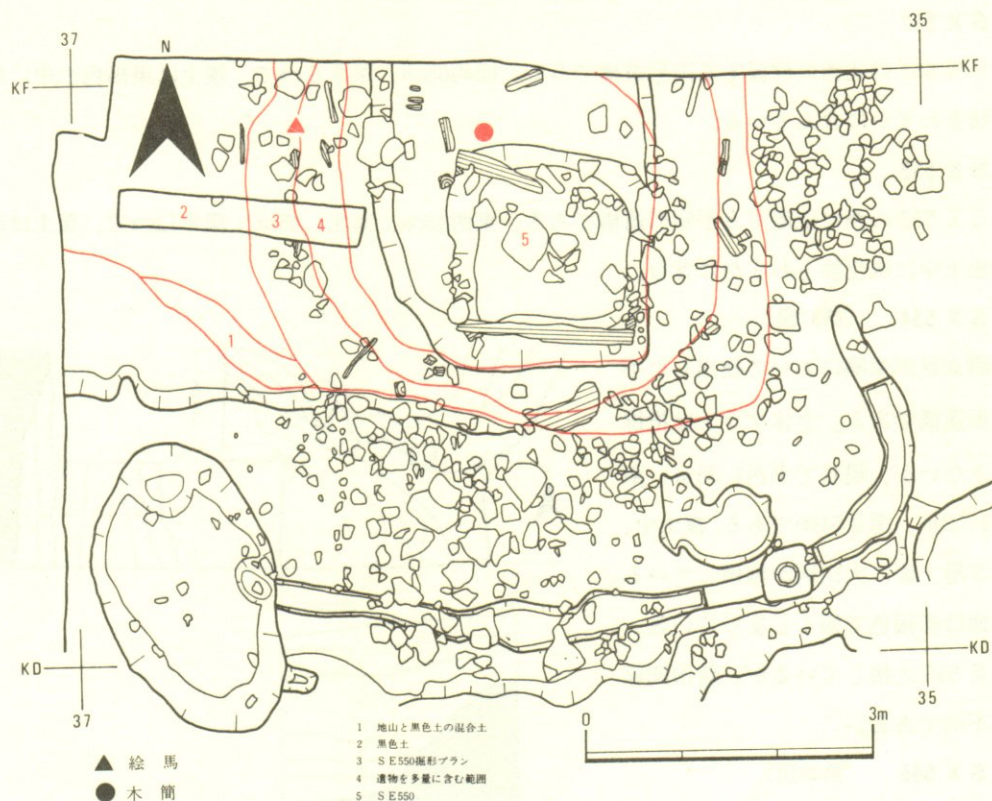 37
35
N
KF
KF
2
3
4
5
1
KD
KD
37
35
0
3m
▲ 絵馬
● 木簡
1 地山と黒色土の混合土
2 黒色土
3 SE550掘形プラン
4 遺物を多量に含む範囲
5 SE550